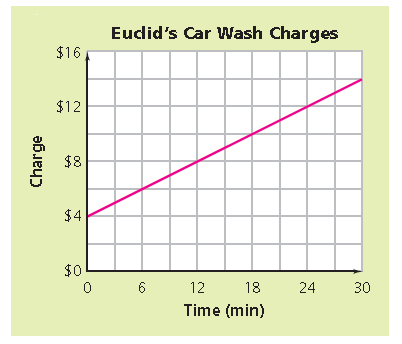 Euclid's Car Wash Charges
Charge
$16
$12
$8
$4
$0
0 6 12 18 24 30
Time (min)